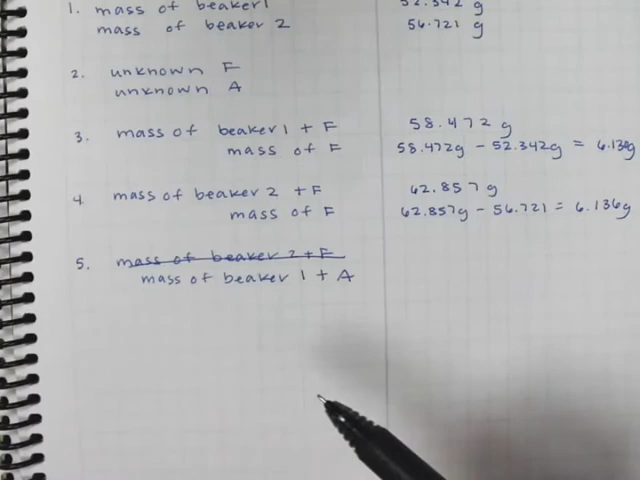 1. mass of beaker 1 52.342 g
mass of beaker 2 56.721 g
2. unknown F
unknown A
3. mass of beaker 1 + F 58.472 g
mass of F 58.472g - 52.342g = 6.130g
4. mass of beaker 2 + F 62.857 g
mass of F 62.857g - 56.721 = 6.136g
5. mass of beaker 2 + F
mass of beaker 1 + A